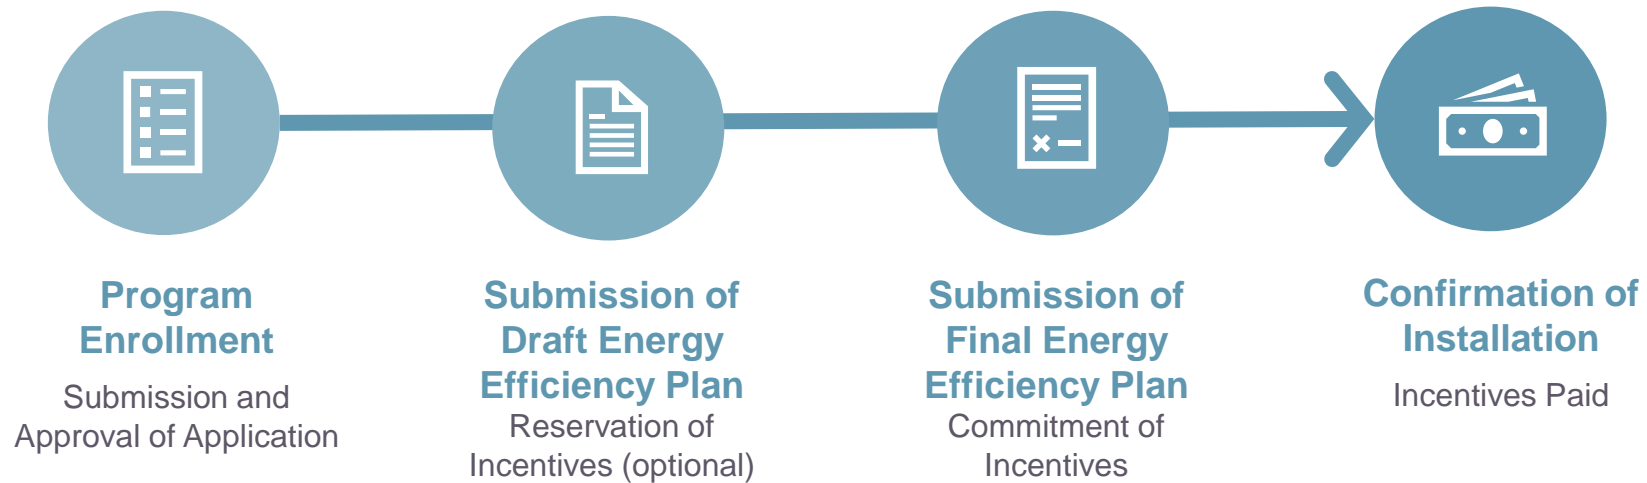 Program
Enrollment
Submission and
Approval of Application
Submission of
Draft Energy
Efficiency Plan
Reservation of
Incentives (optional)
Submission of
Final Energy
Efficiency Plan
Commitment of
Incentives
Confirmation of
Installation
Incentives Paid